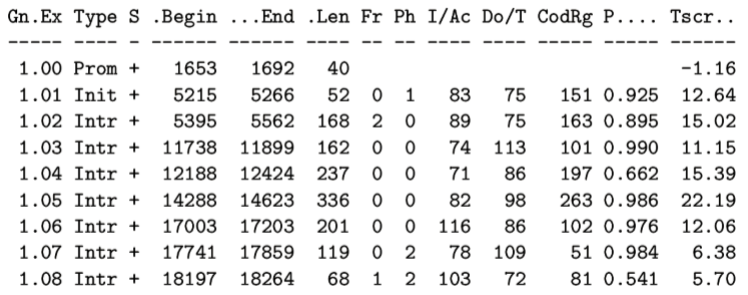 Gn.Ex Type S .Begin ...End .Len Fr Ph I/Ac Do/T CodRg P.... Tscr..
----- ---- - ------ ------ ---- -- -- ---- ---- ----- ----- ------
1.00 Prom + 1653 1692 40 -1.16
1.01 Init + 5215 5266 52 0 1 83 75 151 0.925 12.64
1.02 Intr + 5395 5562 168 2 0 89 75 163 0.895 15.02
1.03 Intr + 11738 11899 162 0 0 74 113 101 0.990 11.15
1.04 Intr + 12188 12424 237 0 0 71 86 197 0.662 15.39
1.05 Intr + 14288 14623 336 0 0 82 98 263 0.986 22.19
1.06 Intr + 17003 17203 201 0 0 116 86 102 0.976 12.06
1.07 Intr + 17741 17859 119 0 2 78 109 51 0.984 6.38
1.08 Intr + 18197 18264 68 1 2 103 72 81 0.541 5.70